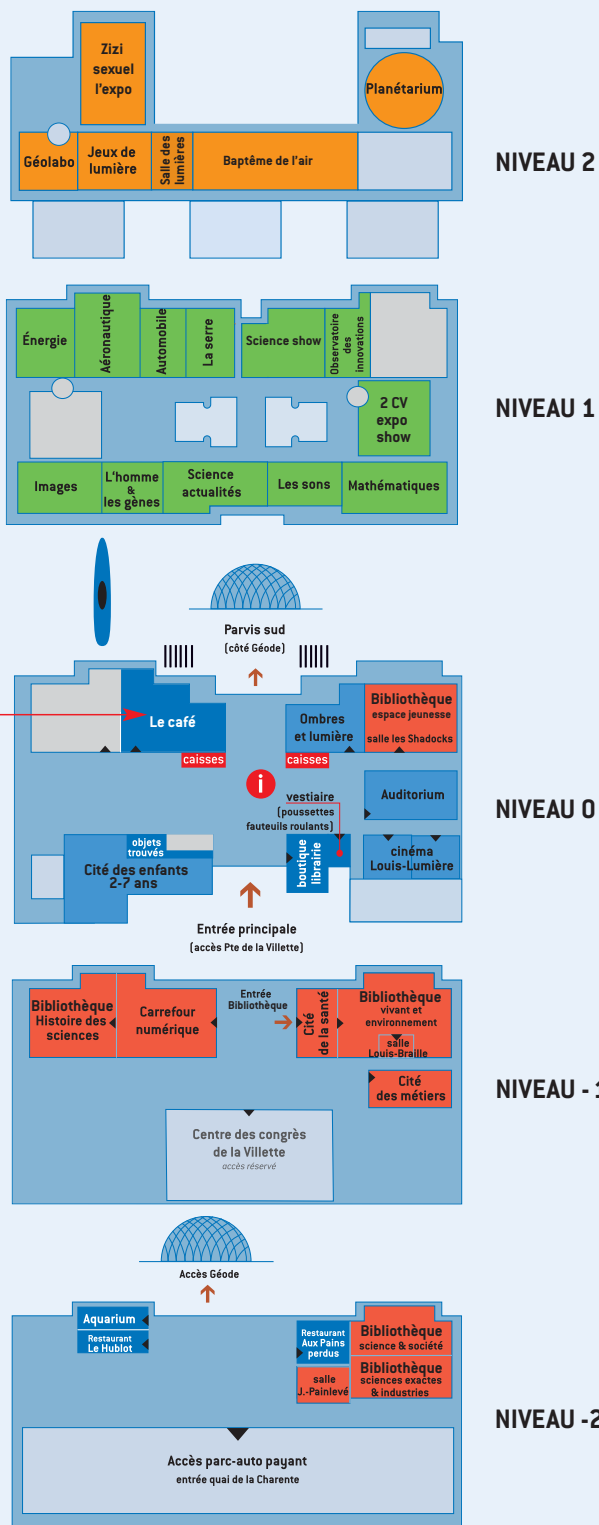 Zizi
sexuel
l'expo
Planétarium
Géolabo
Jeux de
lumière
Salle des
lumières
Baptême de l'air
NIVEAU 2
Énergie
Aéronautique
Automobile
La serre
Science show
Observatoire
des
innovations
2 CV
expo
show
NIVEAU 1
Images
L'homme
&
les gènes
Science
actualités
Les sons
Mathématiques
Parvis sud
(côté Géode)
Le café
Ombres
et lumière
Bibliothèque
espace jeunesse
salle les Shadocks
caisses
caisses
i
vestiaire
(poussettes
fauteuils roulants)
Auditorium
NIVEAU 0
objets
trouvés
Cité des enfants
2-7 ans
boutique
librairie
cinéma
Louis-Lumière
Entrée principale
(accès Pte de la Villette)
Bibliothèque
Histoire des
sciences
Carrefour
numérique
Entrée
Bibliothèque
Cité
de la santé
Bibliothèque
vivant et
environnement
salle
Louis-Braille
Cité
des métiers
NIVEAU - 1
Centre des congrès
de la Villette
accès réservé
Accès Géode
Aquarium
Restaurant
Le Hublot
Restaurant
Aux Pains
perdus
Bibliothèque
science & société
salle
J.-Painlevé
Bibliothèque
sciences exactes
& industries
NIVEAU -2
Accès parc-auto payant
entrée quai de la Charente